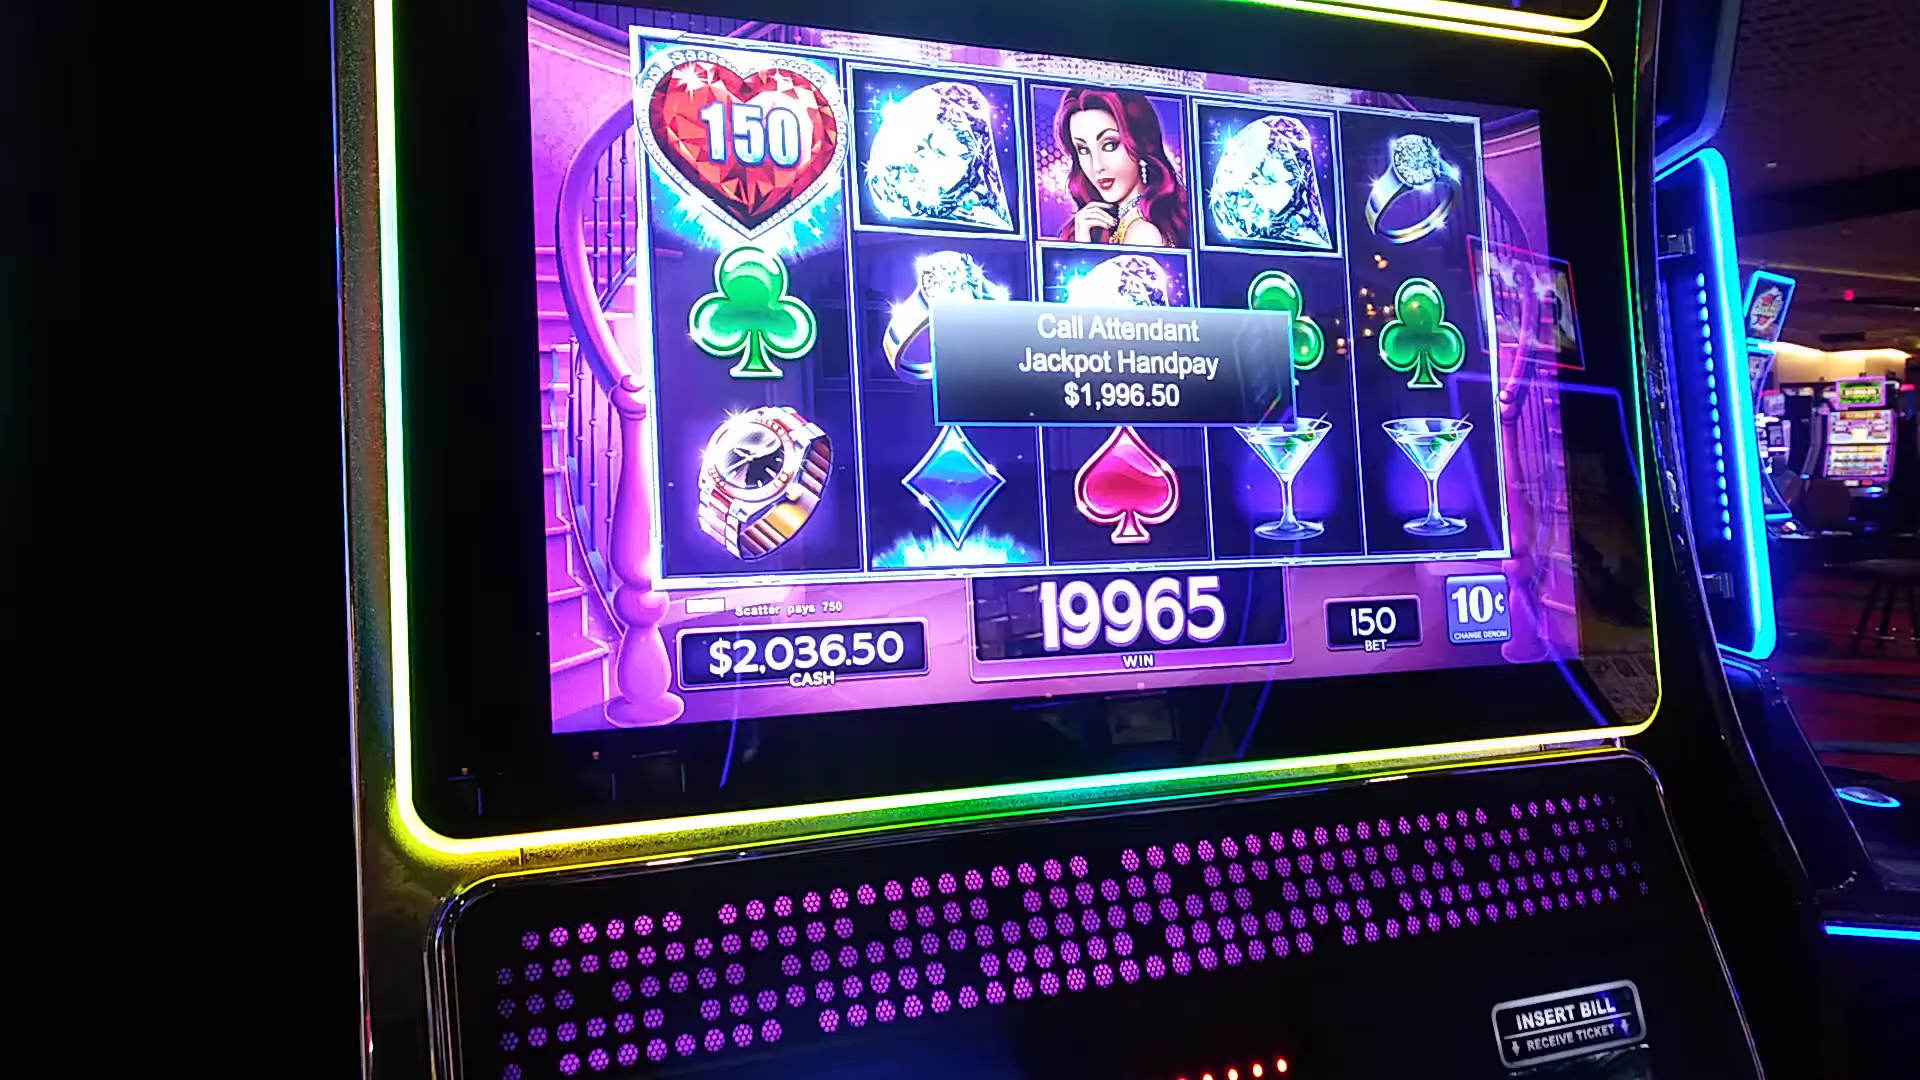 150
Call Attendant
Jackpot Handpay
$1,996.50
Scatter pays 750
$2,036.50
CASH
19965
WIN
150
BET
10¢
CHANGE DENOM
INSERT BILL
RECEIVE TICKET